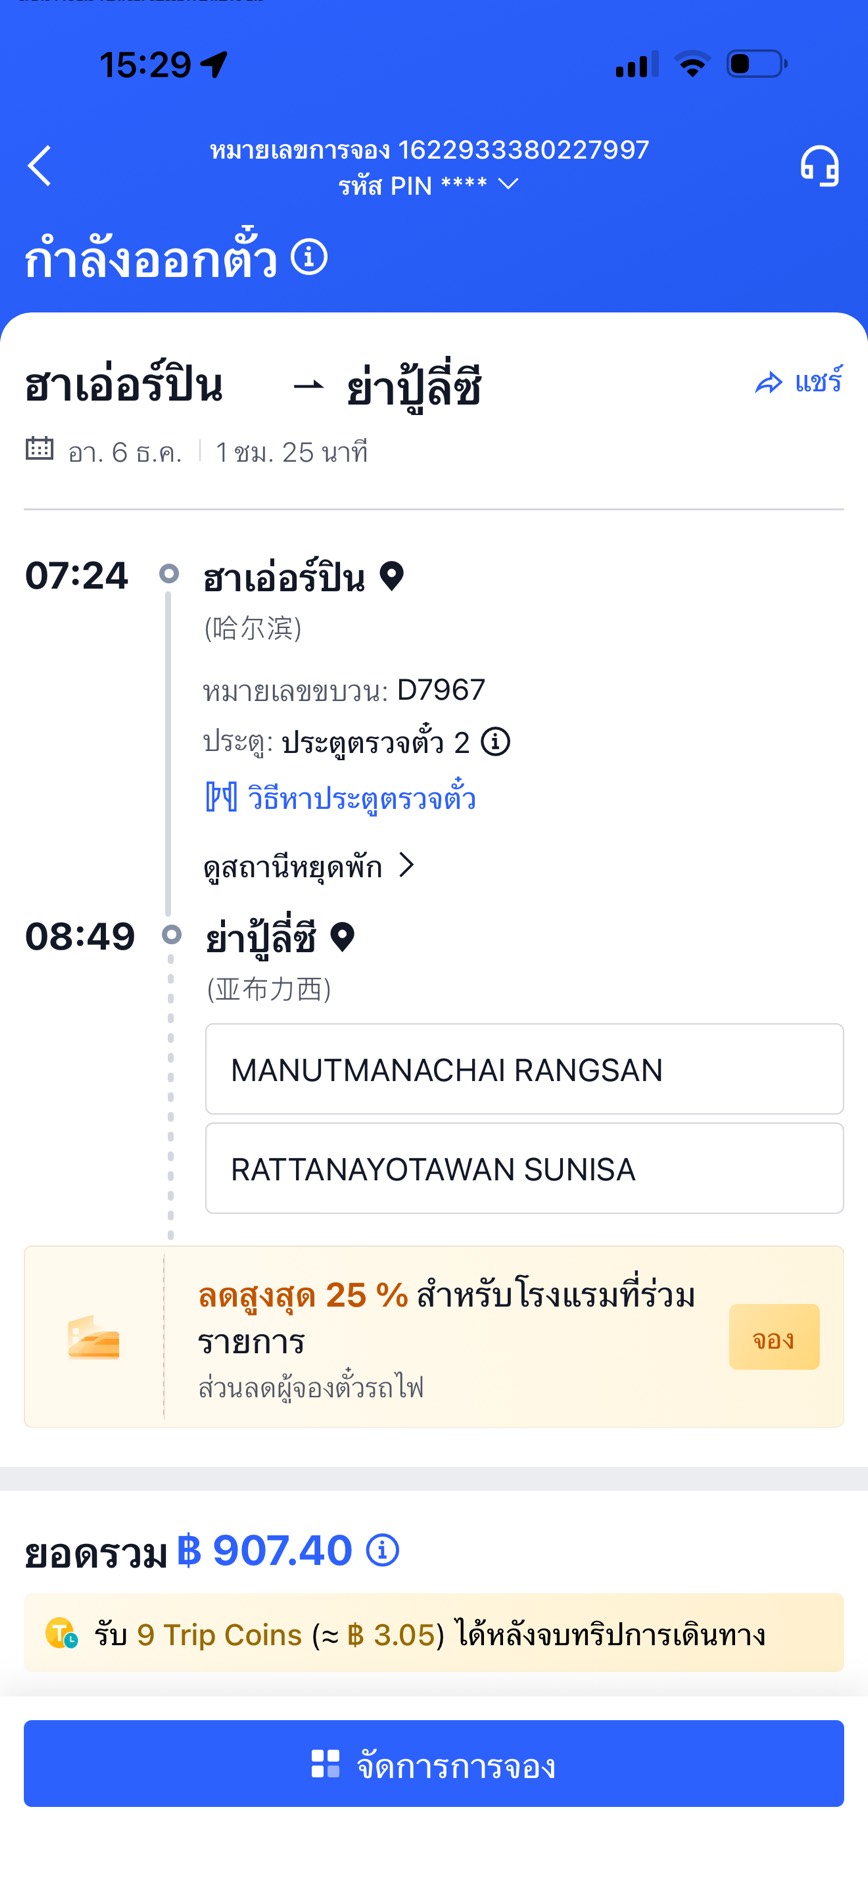 15:29
หมายเลขการจอง 1622933380227997
รหัส PIN ****
กำลังออกตั๋ว
ฮาเอ่อร์ปิน → ย่าปู้ลี่ซี
แชร์
อา. 6 ธ.ค. | 1 ชม. 25 นาที
07:24 ฮาเอ่อร์ปิน
(哈尔滨)
หมายเลขขบวน: D7967
ประตู: ประตูตรวจตั๋ว 2
วิธีหาประตูตรวจตั๋ว
ดูสถานีหยุดพัก
08:49 ย่าปู้ลี่ซี
(亚布力西)
MANUTMANACHAI RANGSAN
RATTANAYOTAWAN SUNISA
ลดสูงสุด 25 % สำหรับโรงแรมที่ร่วม
รายการ
ส่วนลดผู้จองตั๋วรถไฟ
จอง
ยอดรวม ฿ 907.40
รับ 9 Trip Coins (≈ ฿ 3.05) ได้หลังจบทริปการเดินทาง
จัดการการจอง